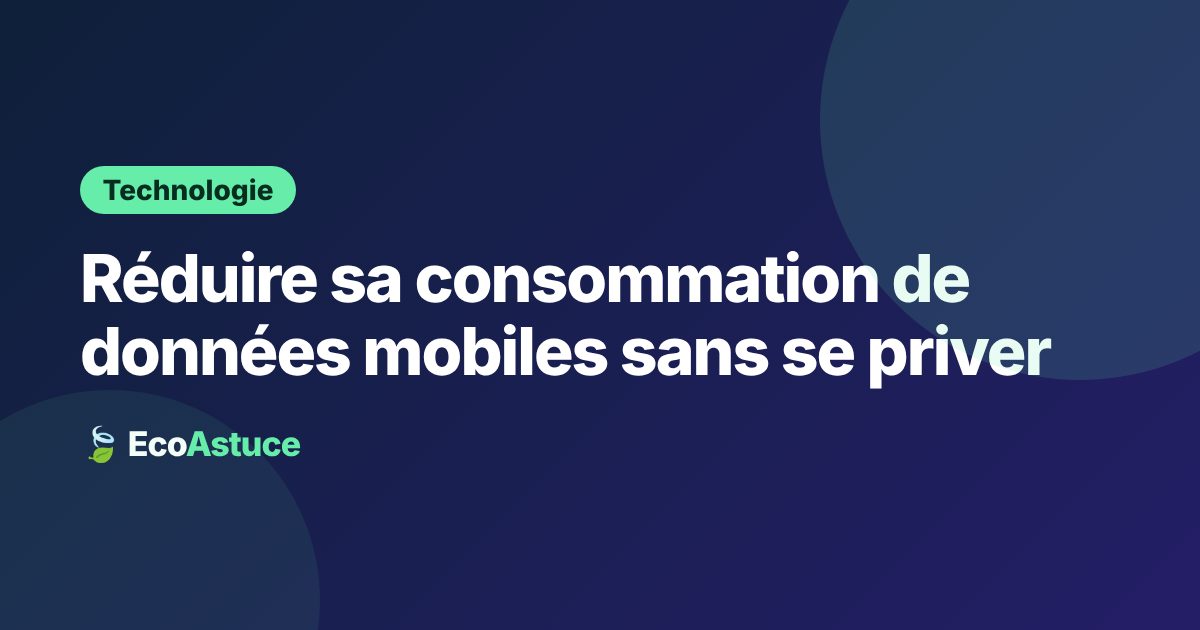 Technologie
Réduire sa consommation de
données mobiles sans se priver
EcoAstuce